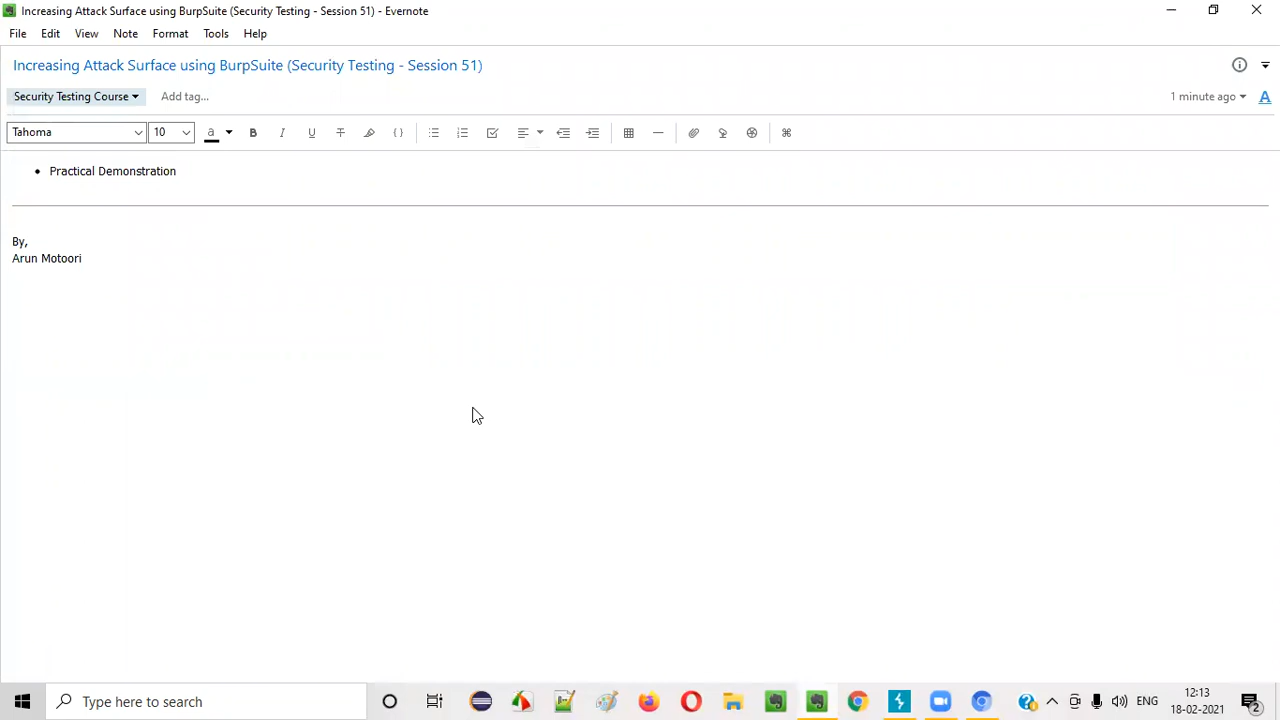 Increasing Attack Surface using BurpSuite (Security Testing - Session 51) - Evernote
File Edit View Note Format Tools Help
Increasing Attack Surface using BurpSuite (Security Testing - Session 51)
Security Testing Course Add tag... 1 minute ago
Tahoma 10 a B I U T { }
• Practical Demonstration
By,
Arun Motoori
Type here to search ENG 2:13
18-02-2021 2